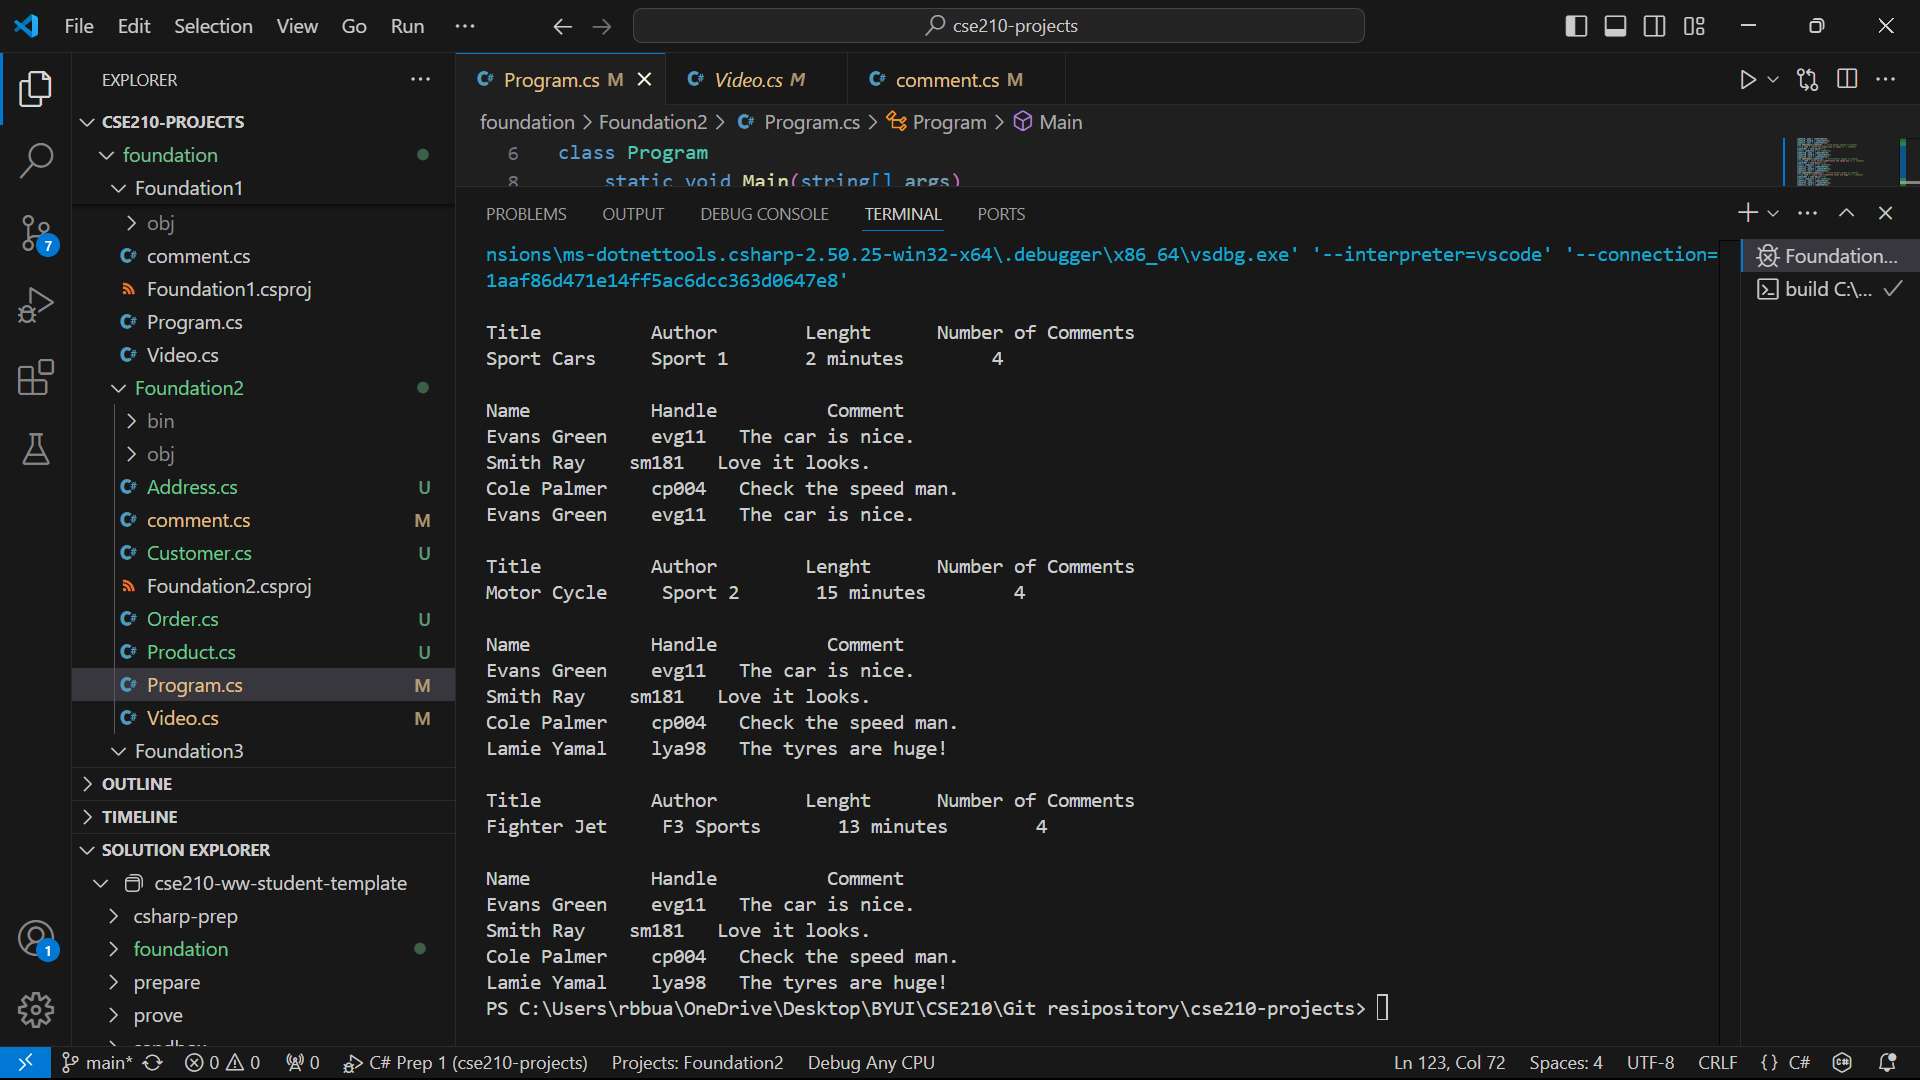 File Edit Selection View Go Run ··· cse210-projects
EXPLORER
CSE210-PROJECTS
foundation
Foundation1
obj
comment.cs
Foundation1.csproj
Program.cs
Video.cs
Foundation2
bin
obj
Address.cs U
comment.cs M
Customer.cs U
Foundation2.csproj
Order.cs U
Product.cs U
Program.cs M
Video.cs M
Foundation3
OUTLINE
TIMELINE
SOLUTION EXPLORER
cse210-ww-student-template
csharp-prep
foundation
prepare
prove
sandbox
7
1
Program.cs M Video.cs M comment.cs M
foundation > Foundation2 > Program.cs > Program > Main
6 class Program
8 static void Main(string[] args)
PROBLEMS OUTPUT DEBUG CONSOLE TERMINAL PORTS
nsions\ms-dotnettools.csharp-2.50.25-win32-x64\.debugger\x86_64\vsdbg.exe' '--interpreter=vscode' '--connection=
1aaf86d471e14ff5ac6dcc363d0647e8'
Title Author Lenght Number of Comments
Sport Cars Sport 1 2 minutes 4
Name Handle Comment
Evans Green evg11 The car is nice.
Smith Ray sm181 Love it looks.
Cole Palmer cp004 Check the speed man.
Evans Green evg11 The car is nice.
Title Author Lenght Number of Comments
Motor Cycle Sport 2 15 minutes 4
Name Handle Comment
Evans Green evg11 The car is nice.
Smith Ray sm181 Love it looks.
Cole Palmer cp004 Check the speed man.
Lamie Yamal lya98 The tyres are huge!
Title Author Lenght Number of Comments
Fighter Jet F3 Sports 13 minutes 4
Name Handle Comment
Evans Green evg11 The car is nice.
Smith Ray sm181 Love it looks.
Cole Palmer cp004 Check the speed man.
Lamie Yamal lya98 The tyres are huge!
PS C:\Users\rbbua\OneDrive\Desktop\BYUI\CSE210\Git resipository\cse210-projects>
Foundation...
build C:\...
main* 0 0 0 C# Prep 1 (cse210-projects) Projects: Foundation2 Debug Any CPU Ln 123, Col 72 Spaces: 4 UTF-8 CRLF {} C#